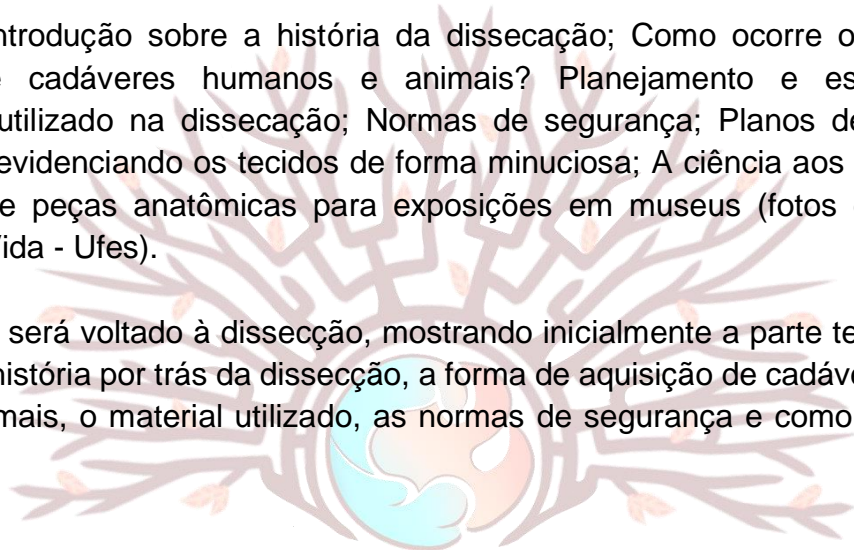 ntrodução sobre a história da dissecação; Como ocorre o
e cadáveres humanos e animais? Planejamento e es
utilizado na dissecação; Normas de segurança; Planos de
evidenciando os tecidos de forma minuciosa; A ciência aos
e peças anatômicas para exposições em museus (fotos
ida - Ufes).
será voltado à dissecção, mostrando inicialmente a parte te
história por trás da dissecção, a forma de aquisição de cadáve
mais, o material utilizado, as normas de segurança e como